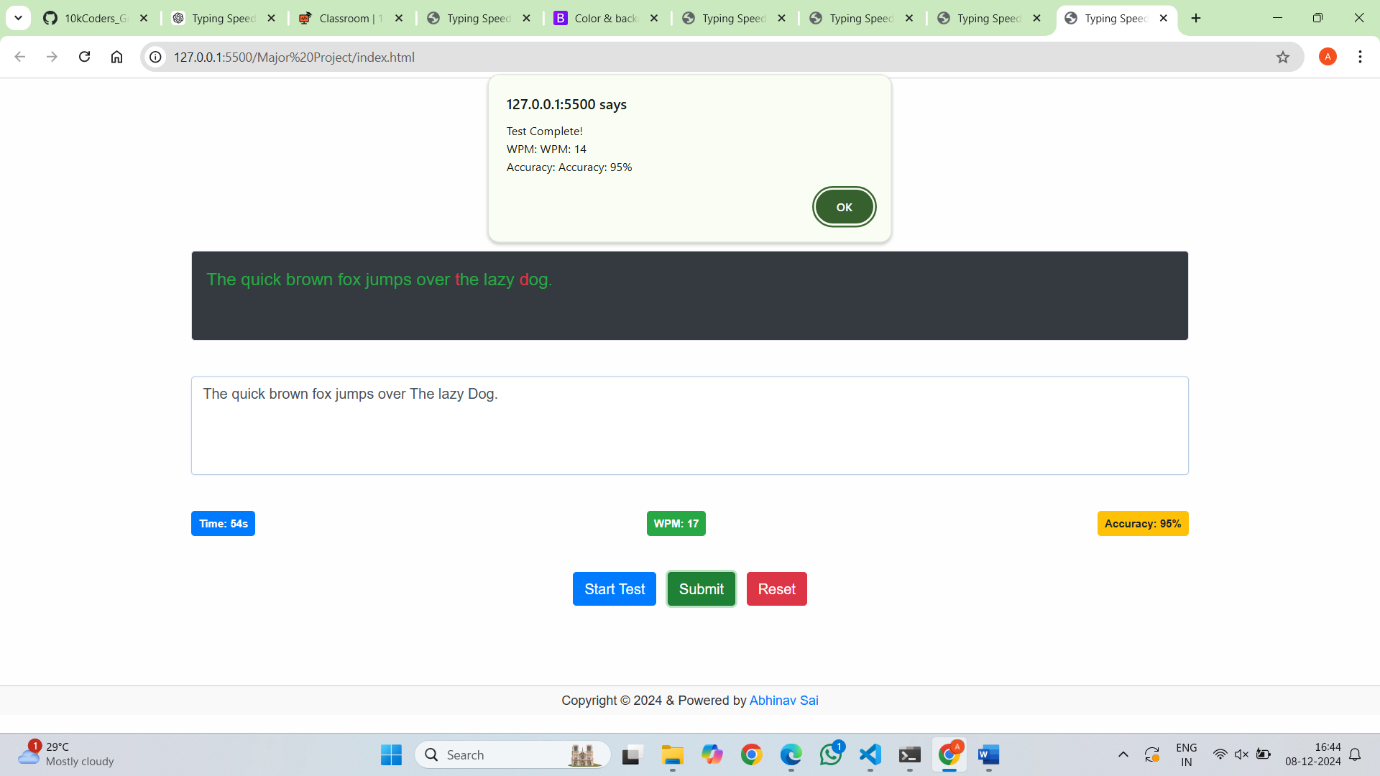 10kCoders_G
Typing Speed
Classroom | 1
Typing Speed
Color & back
Typing Speed
Typing Speed
Typing Speed
Typing Speed
127.0.0.1:5500/Major%20Project/index.html
A
127.0.0.1:5500 says
Test Complete!
WPM: WPM: 14
Accuracy: Accuracy: 95%
OK
The quick brown fox jumps over the lazy dog.
The quick brown fox jumps over The lazy Dog.
Time: 54s
WPM: 17
Accuracy: 95%
Start Test
Submit
Reset
Copyright © 2024 & Powered by Abhinav Sai
1
29°C
Mostly cloudy
Search
1
A
ENG
IN
16:44
08-12-2024